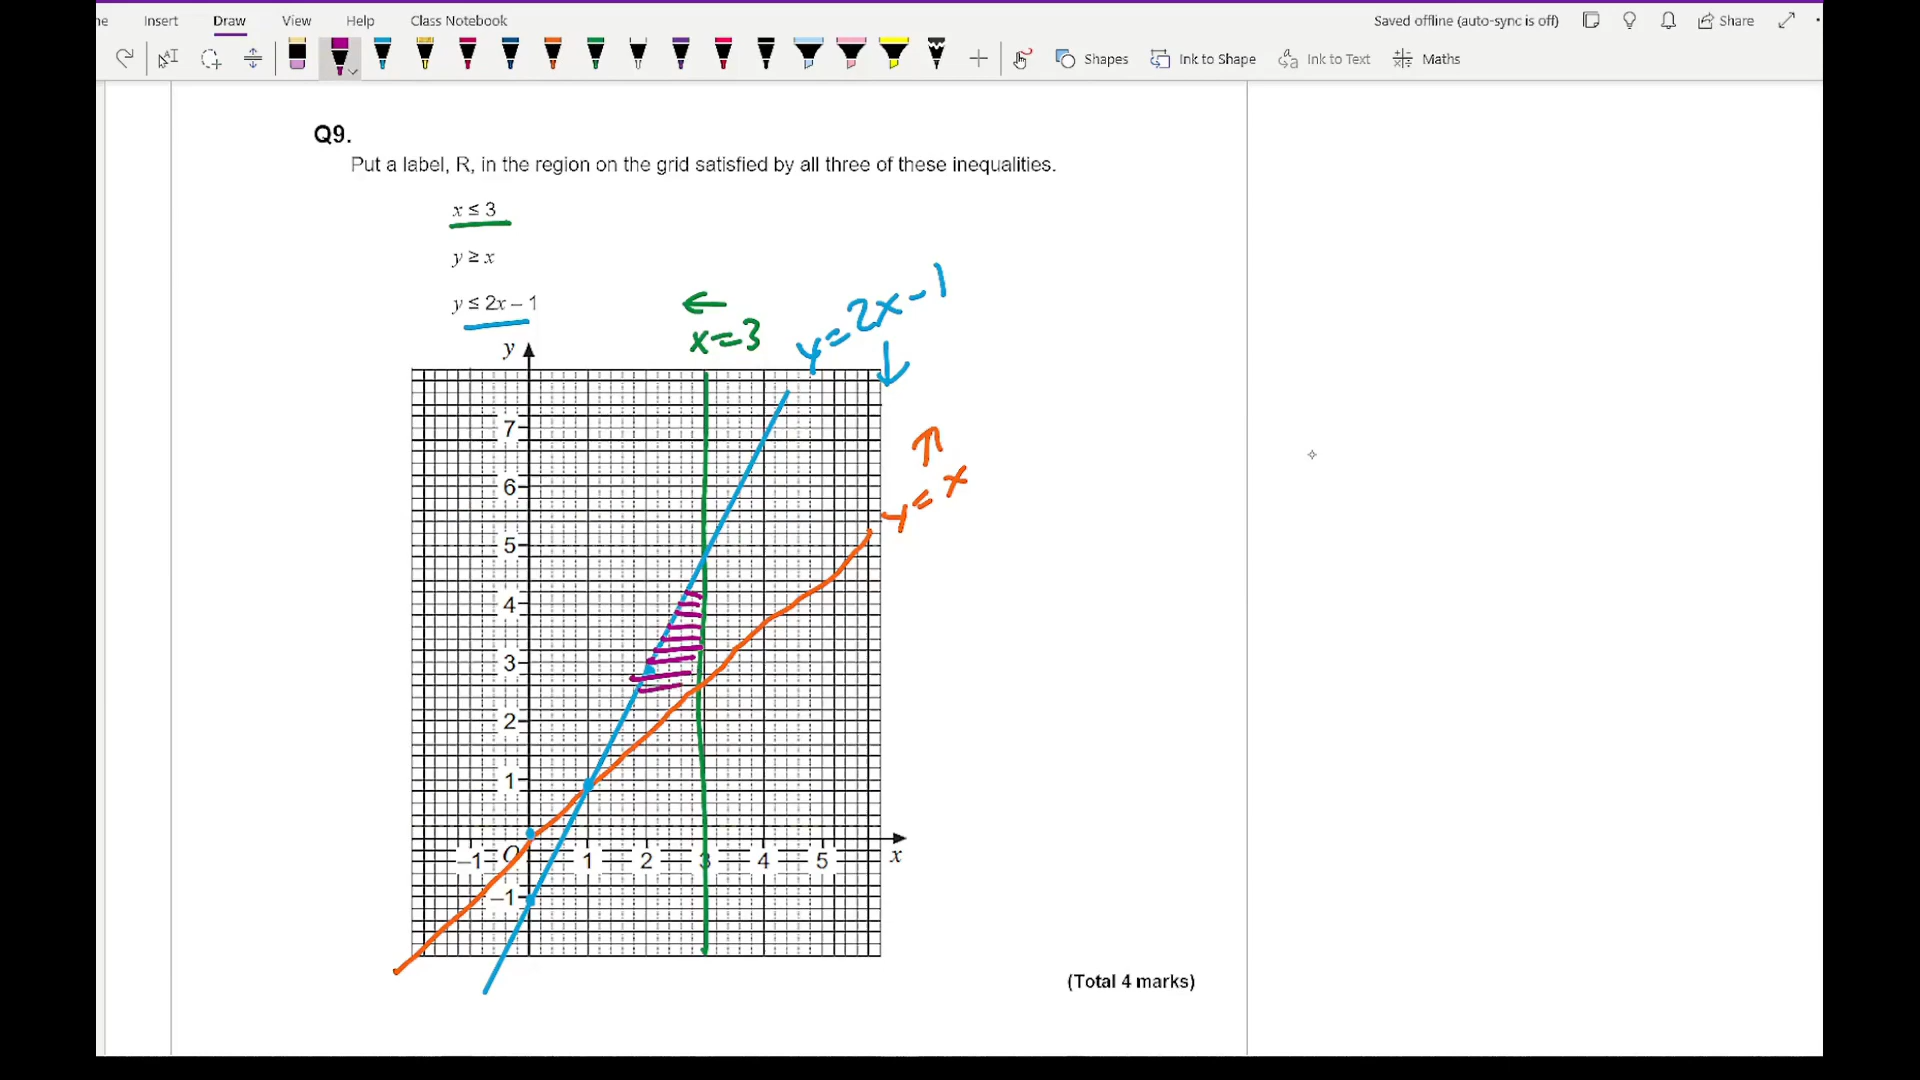 ne Insert Draw View Help Class Notebook Saved offline (auto-sync is off) Share
AI Shapes Ink to Shape Ink to Text Maths
Q9.
Put a label, R, in the region on the grid satisfied by all three of these inequalities.
x ≤ 3
y ≥ x
y ≤ 2x – 1
x=3
y=2x-1
y
7
6
y=x
5
4
3
2
1
–1 O 1 2 3 4 5 x
–1
(Total 4 marks)